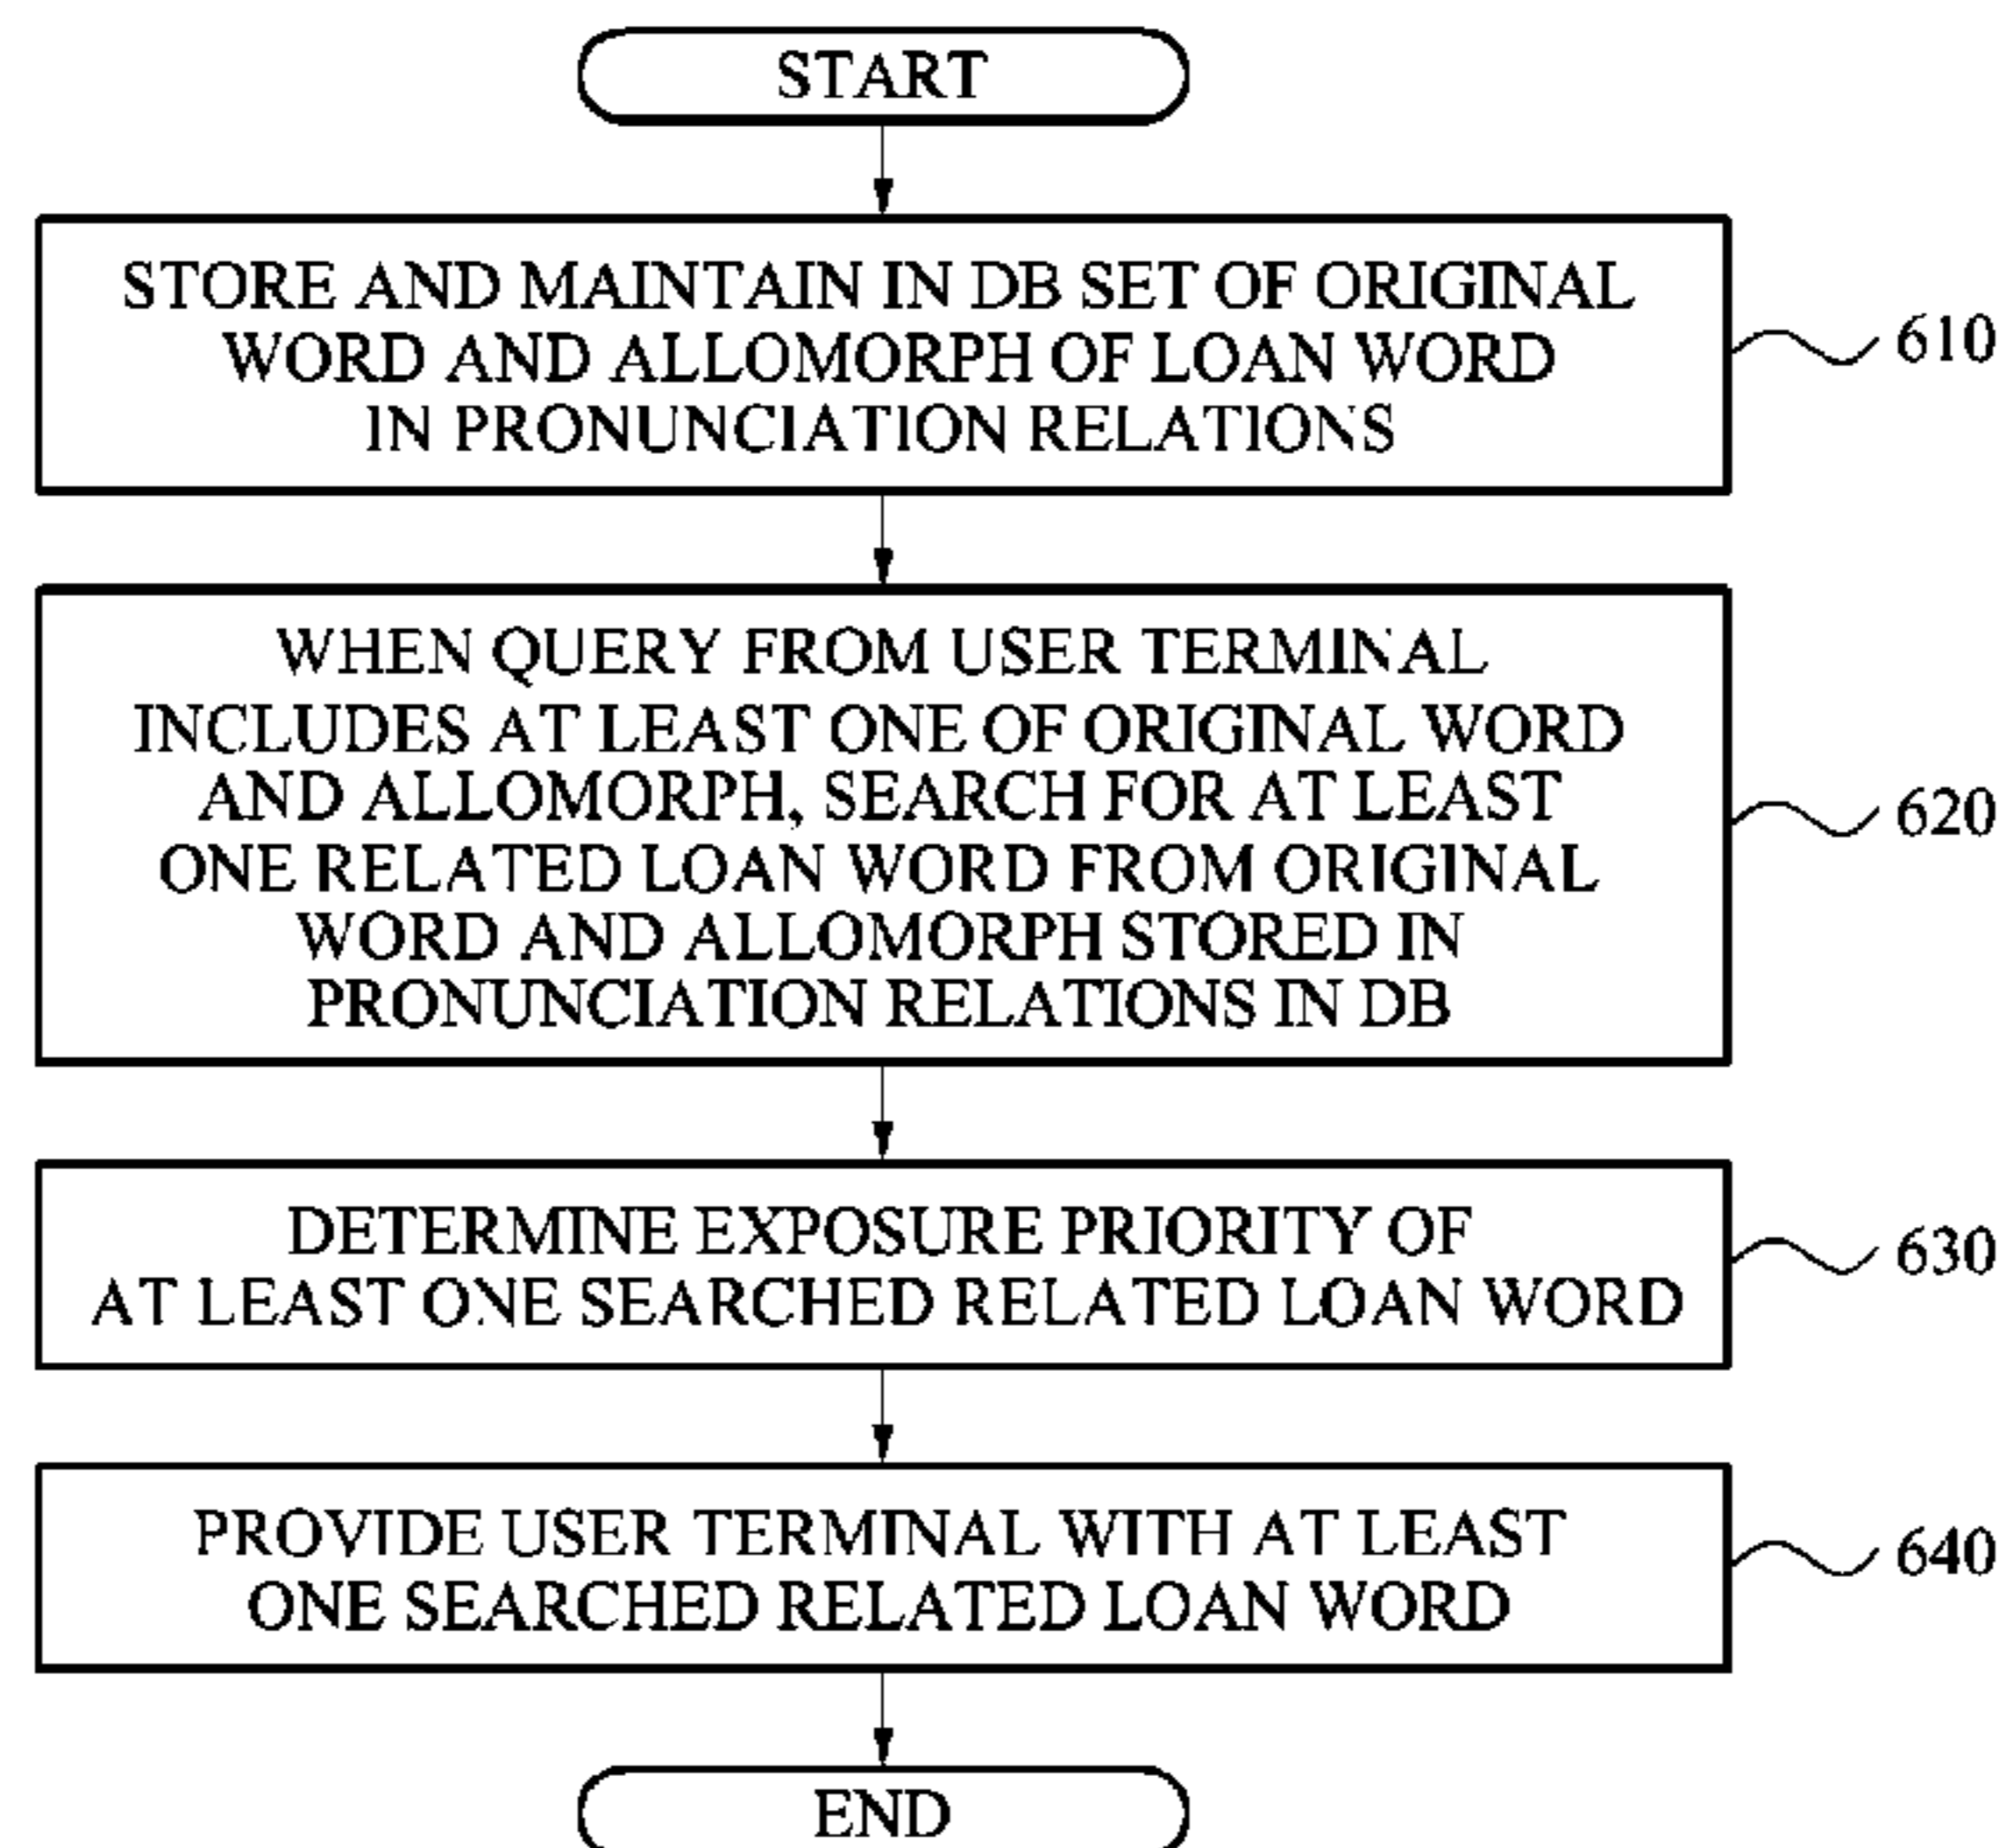 START
STORE AND MAINTAIN IN DB SET OF ORIGINAL
WORD AND ALLOMORPH OF LOAN WORD
IN PRONUNCIATION RELATIONS
610
WHEN QUERY FROM USER TERMINAL
INCLUDES AT LEAST ONE OF ORIGINAL WORD
AND ALLOMORPH, SEARCH FOR AT LEAST
ONE RELATED LOAN WORD FROM ORIGINAL
WORD AND ALLOMORPH STORED IN
PRONUNCIATION RELATIONS IN DB
620
DETERMINE EXPOSURE PRIORITY OF
AT LEAST ONE SEARCHED RELATED LOAN WORD
630
PROVIDE USER TERMINAL WITH AT LEAST
ONE SEARCHED RELATED LOAN WORD
640
END